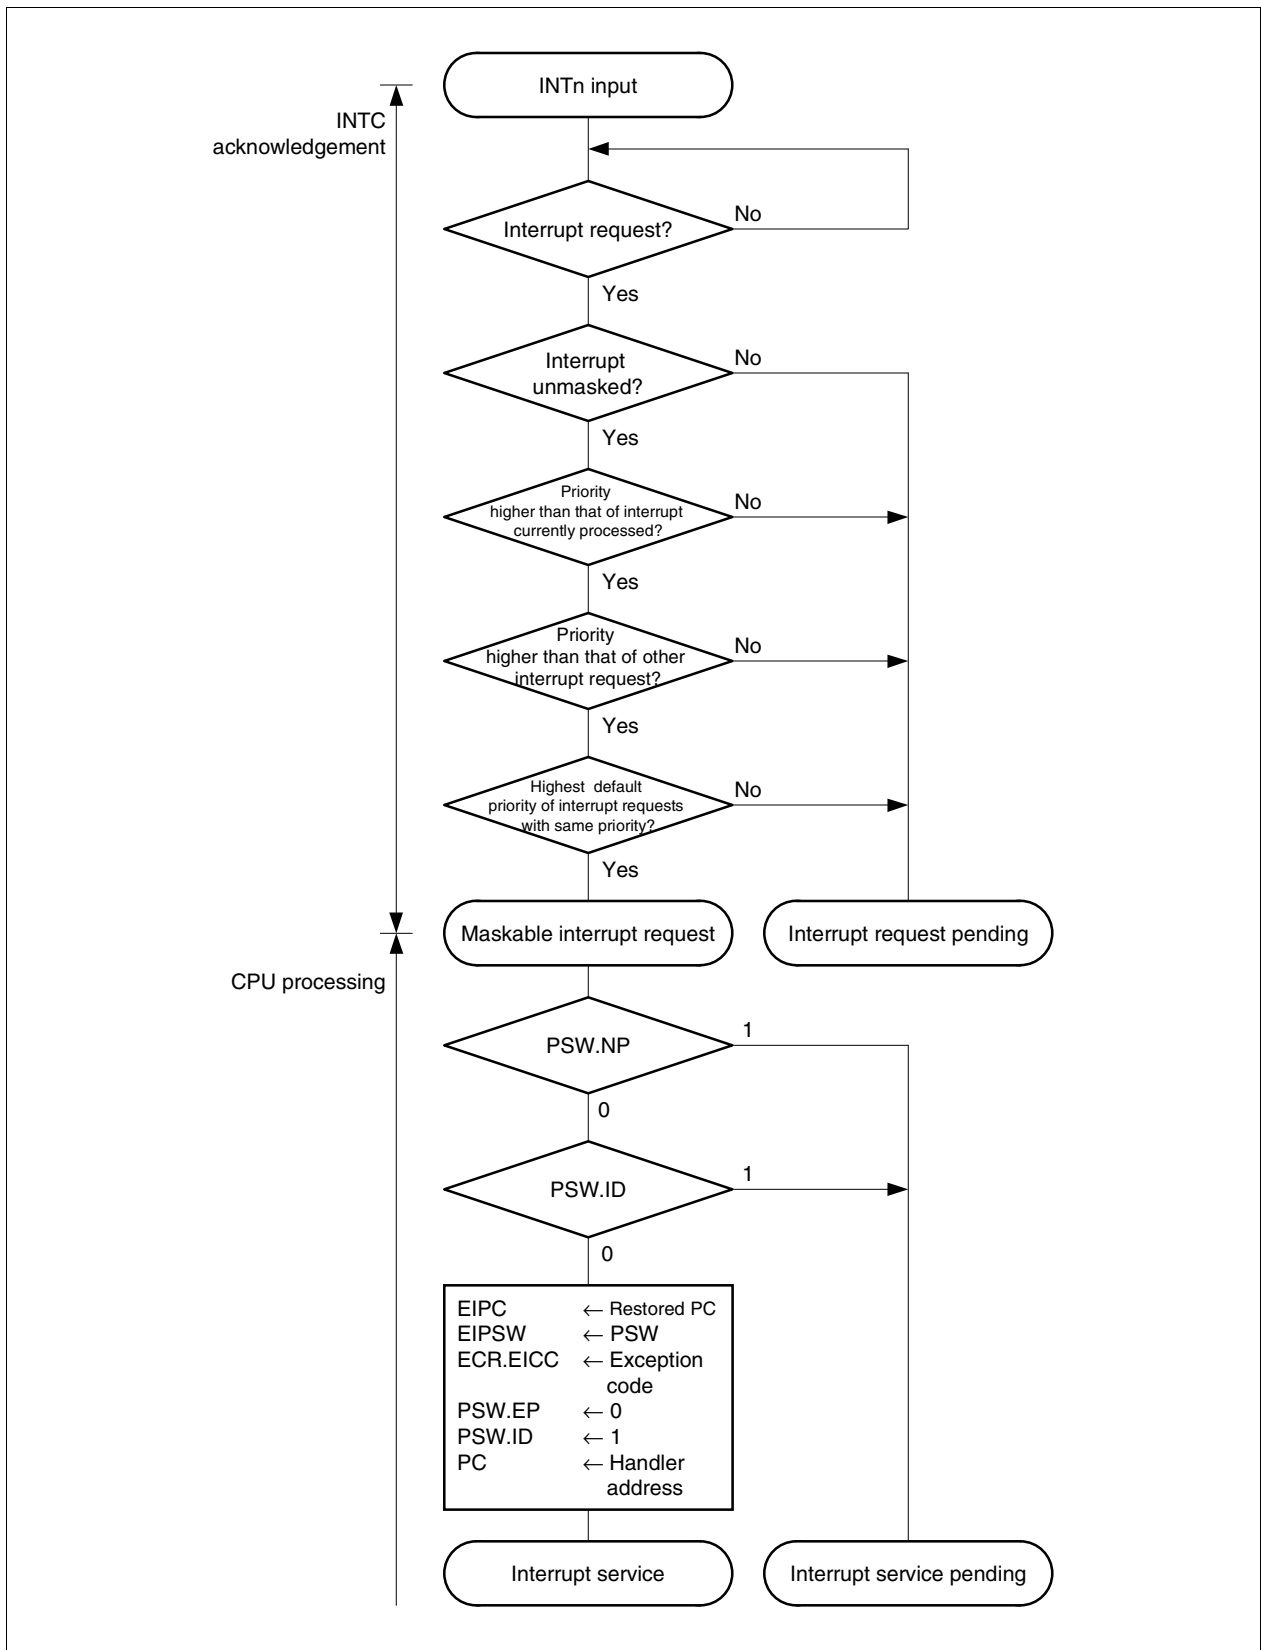 INTn input
INTC
acknowledgement
Interrupt request?
No
Yes
Interrupt
unmasked?
No
Yes
Priority
higher than that of interrupt
currently processed?
No
Yes
Priority
higher than that of other
interrupt request?
No
Yes
Highest default
priority of interrupt requests
with same priority?
No
Yes
Maskable interrupt request
Interrupt request pending
CPU processing
PSW.NP
1
0
PSW.ID
1
0
EIPC ← Restored PC
EIPSW ← PSW
ECR.EICC ← Exception
code
PSW.EP ← 0
PSW.ID ← 1
PC ← Handler
address
Interrupt service
Interrupt service pending